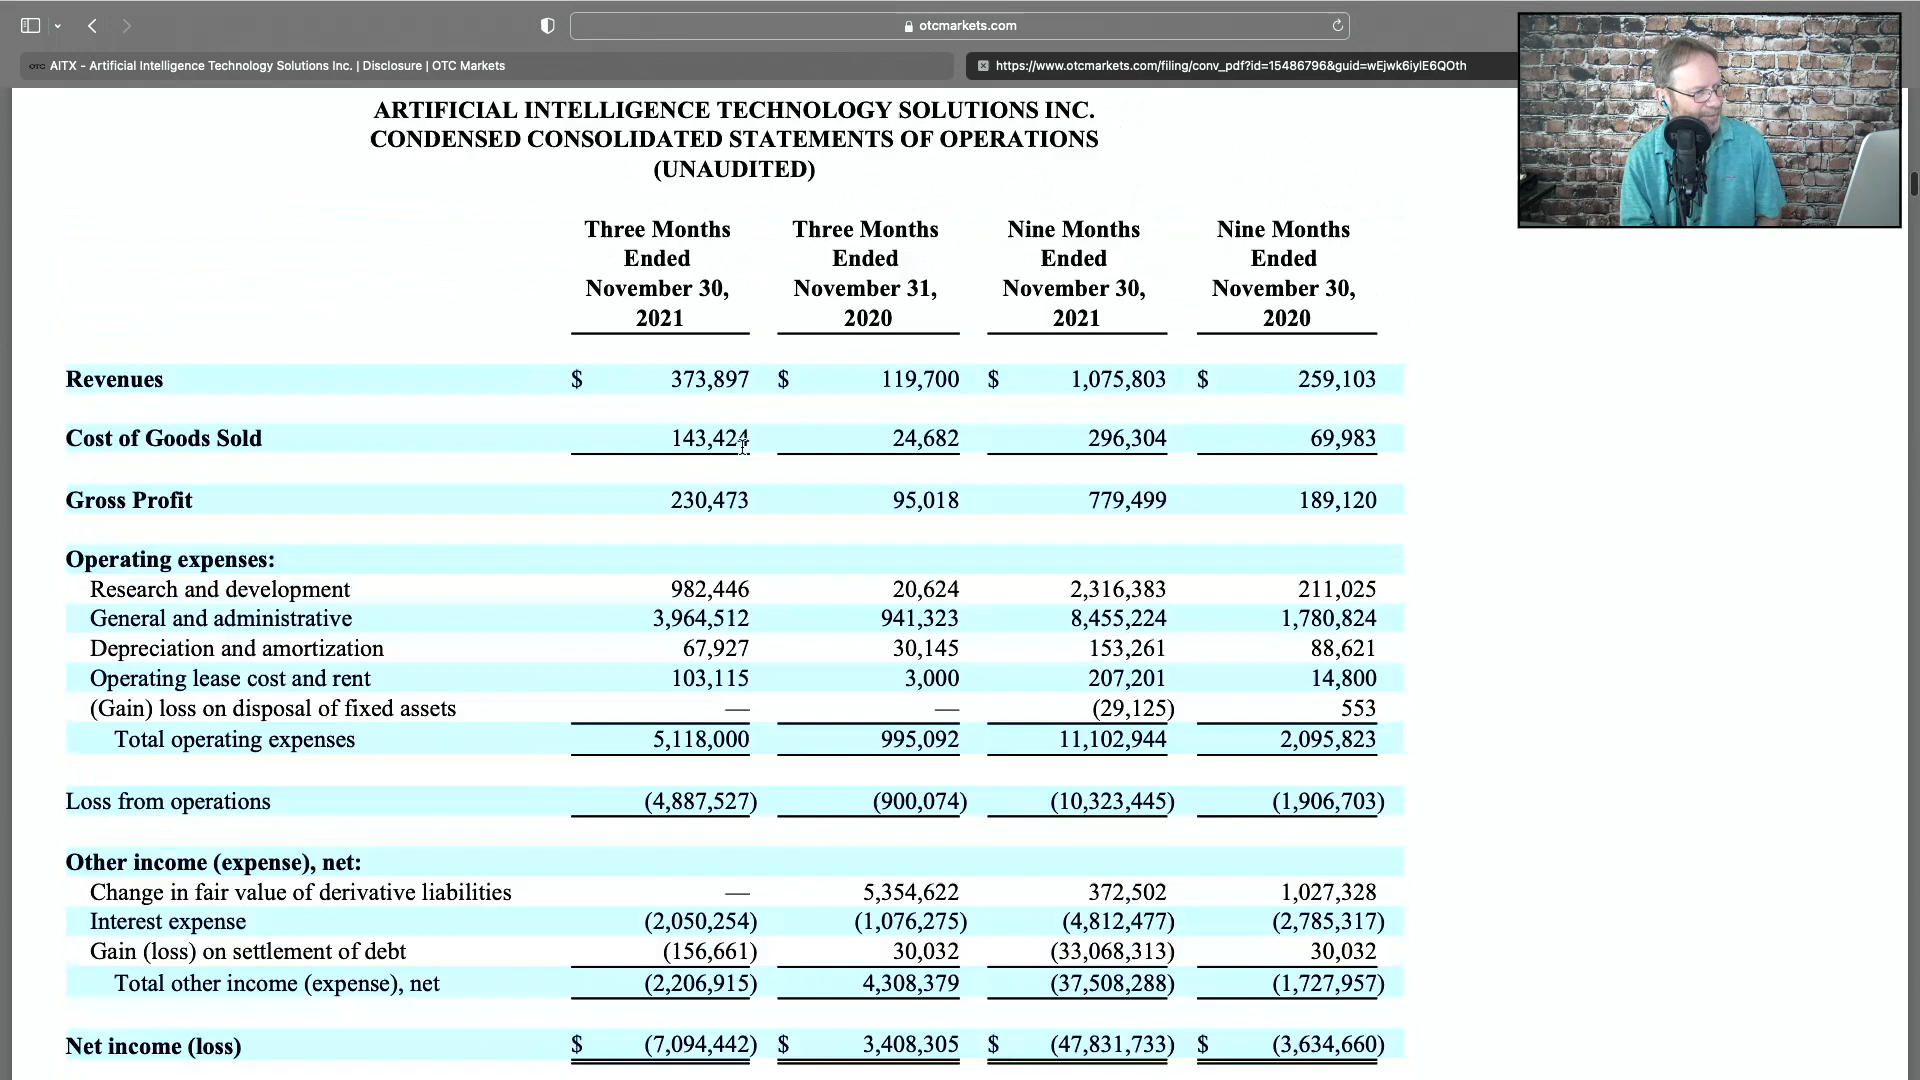 otcmarkets.com
OTC AITX - Artificial Intelligence Technology Solutions Inc. | Disclosure | OTC Markets
https://www.otcmarkets.com/filing/conv_pdf?id=15486796&guid=wEjwk6iylE6QOth
ARTIFICIAL INTELLIGENCE TECHNOLOGY SOLUTIONS INC.
CONDENSED CONSOLIDATED STATEMENTS OF OPERATIONS
(UNAUDITED)
Three Months Three Months Nine Months Nine Months
Ended Ended Ended Ended
November 30, November 31, November 30, November 30,
2021 2020 2021 2020
Revenues $ 373,897 $ 119,700 $ 1,075,803 $ 259,103
Cost of Goods Sold 143,424 24,682 296,304 69,983
Gross Profit 230,473 95,018 779,499 189,120
Operating expenses:
Research and development 982,446 20,624 2,316,383 211,025
General and administrative 3,964,512 941,323 8,455,224 1,780,824
Depreciation and amortization 67,927 30,145 153,261 88,621
Operating lease cost and rent 103,115 3,000 207,201 14,800
(Gain) loss on disposal of fixed assets — — (29,125) 553
Total operating expenses 5,118,000 995,092 11,102,944 2,095,823
Loss from operations (4,887,527) (900,074) (10,323,445) (1,906,703)
Other income (expense), net:
Change in fair value of derivative liabilities — 5,354,622 372,502 1,027,328
Interest expense (2,050,254) (1,076,275) (4,812,477) (2,785,317)
Gain (loss) on settlement of debt (156,661) 30,032 (33,068,313) 30,032
Total other income (expense), net (2,206,915) 4,308,379 (37,508,288) (1,727,957)
Net income (loss) $ (7,094,442) $ 3,408,305 $ (47,831,733) $ (3,634,660)